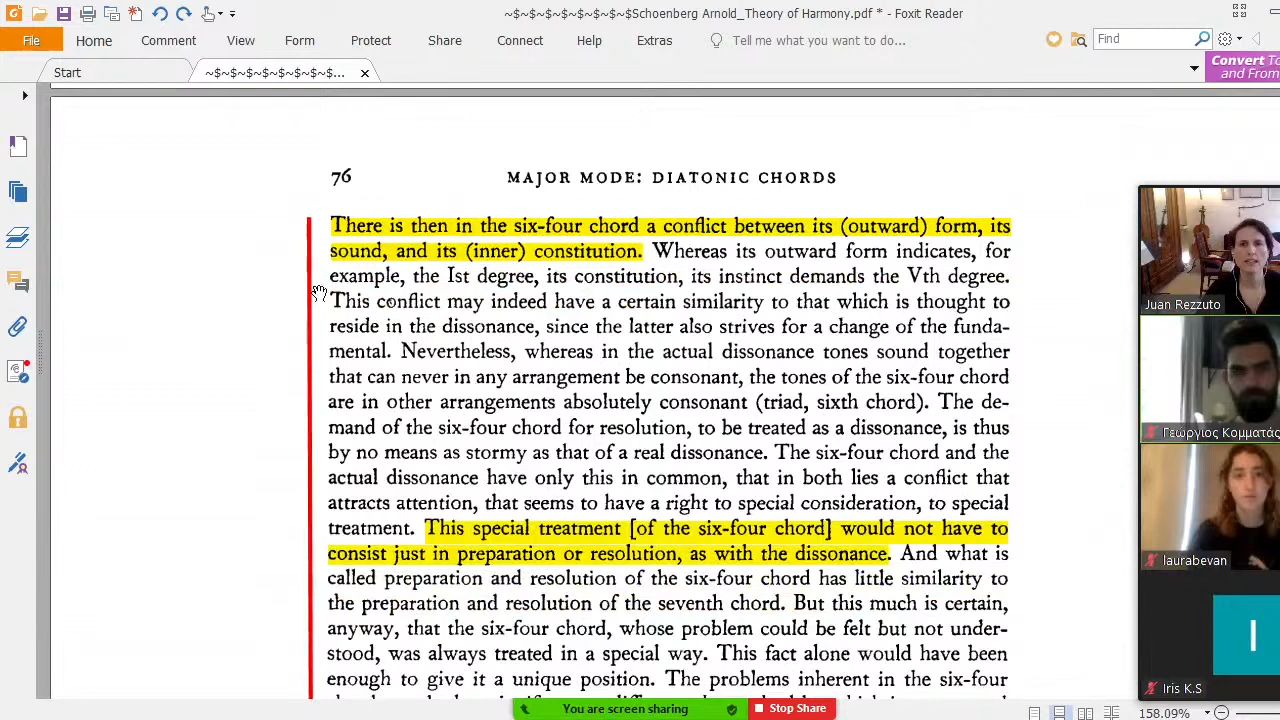 ~$~$~$~$~$~$~$~$Schoenberg Arnold_Theory of Harmony.pdf * - Foxit Reader
File Home Comment View Form Protect Share Connect Help Extras Tell me what you want to do... Find
Start ~$~$~$~$~$~$~$~$... Convert To
and From
76 MAJOR MODE: DIATONIC CHORDS
There is then in the six-four chord a conflict between its (outward) form, its
sound, and its (inner) constitution. Whereas its outward form indicates, for
example, the Ist degree, its constitution, its instinct demands the Vth degree.
This conflict may indeed have a certain similarity to that which is thought to
reside in the dissonance, since the latter also strives for a change of the funda-
mental. Nevertheless, whereas in the actual dissonance tones sound together
that can never in any arrangement be consonant, the tones of the six-four chord
are in other arrangements absolutely consonant (triad, sixth chord). The de-
mand of the six-four chord for resolution, to be treated as a dissonance, is thus
by no means as stormy as that of a real dissonance. The six-four chord and the
actual dissonance have only this in common, that in both lies a conflict that
attracts attention, that seems to have a right to special consideration, to special
treatment. This special treatment [of the six-four chord] would not have to
consist just in preparation or resolution, as with the dissonance. And what is
called preparation and resolution of the six-four chord has little similarity to
the preparation and resolution of the seventh chord. But this much is certain,
anyway, that the six-four chord, whose problem could be felt but not under-
stood, was always treated in a special way. This fact alone would have been
enough to give it a unique position. The problems inherent in the six-four
Juan Rezzuto
Γεώργιος Κομματάς
laurabevan
I
Iris K.S
You are screen sharing Stop Share
158.09%